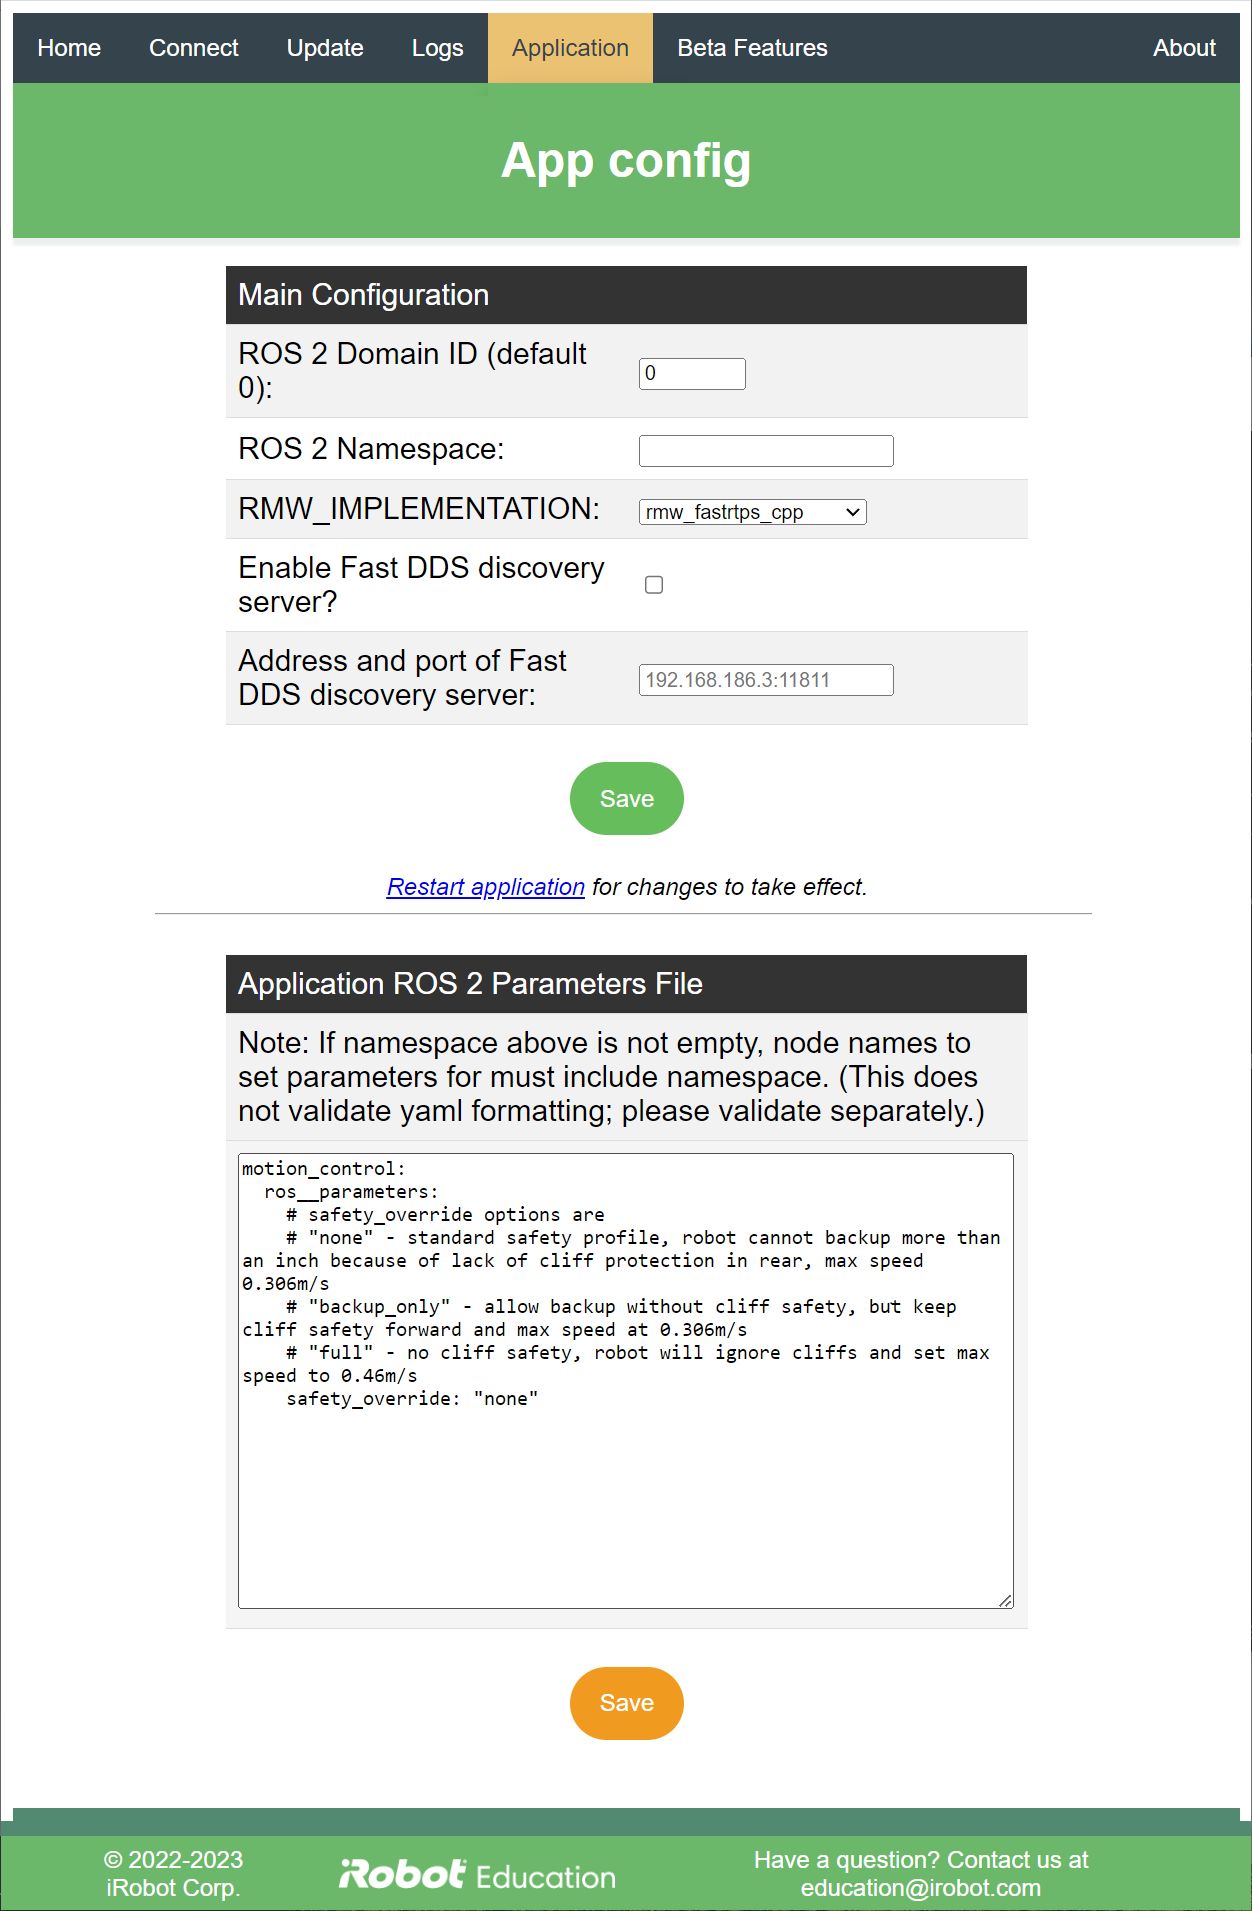 Home Connect Update Logs Application Beta Features About
App config
Main Configuration
ROS 2 Domain ID (default
0):
0
ROS 2 Namespace:
RMW_IMPLEMENTATION:
rmw_fastrtps_cpp
Enable Fast DDS discovery
server?
Address and port of Fast
DDS discovery server:
192.168.186.3:11811
Save
Restart application for changes to take effect.
Application ROS 2 Parameters File
Note: If namespace above is not empty, node names to
set parameters for must include namespace. (This does
not validate yaml formatting; please validate separately.)
motion_control:
  ros__parameters:
    # safety_override options are
    # "none" - standard safety profile, robot cannot backup more than
an inch because of lack of cliff protection in rear, max speed
0.306m/s
    # "backup_only" - allow backup without cliff safety, but keep
cliff safety forward and max speed at 0.306m/s
    # "full" - no cliff safety, robot will ignore cliffs and set max
speed to 0.46m/s
    safety_override: "none"
Save
© 2022-2023
iRobot Corp.
iRobot Education
Have a question? Contact us at
education@irobot.com